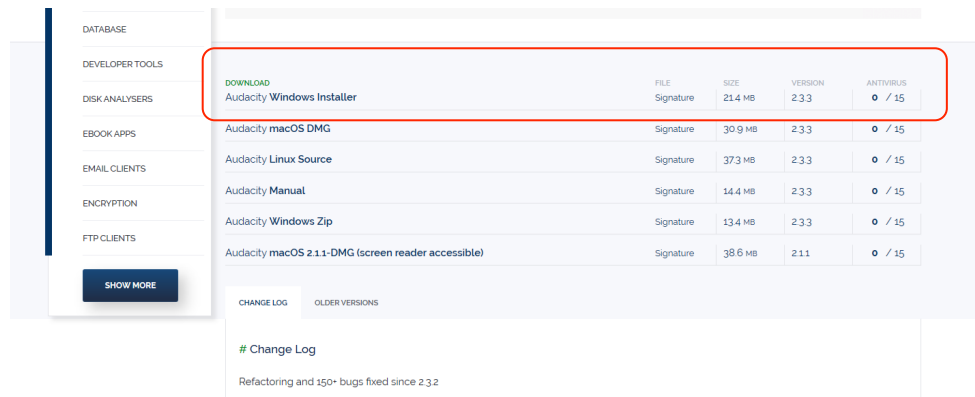 DATABASE
DEVELOPER TOOLS
DISK ANALYSERS
EBOOK APPS
EMAIL CLIENTS
ENCRYPTION
FTP CLIENTS
SHOW MORE
DOWNLOAD FILE SIZE VERSION ANTIVIRUS
Audacity Windows Installer Signature 21.4 MB 2.3.3 0 / 15
Audacity macOS DMG Signature 30.9 MB 2.3.3 0 / 15
Audacity Linux Source Signature 37.3 MB 2.3.3 0 / 15
Audacity Manual Signature 14.4 MB 2.3.3 0 / 15
Audacity Windows Zip Signature 13.4 MB 2.3.3 0 / 15
Audacity macOS 2.1.1-DMG (screen reader accessible) Signature 38.6 MB 2.1.1 0 / 15
CHANGE LOG OLDER VERSIONS
# Change Log
Refactoring and 150+ bugs fixed since 2.3.2